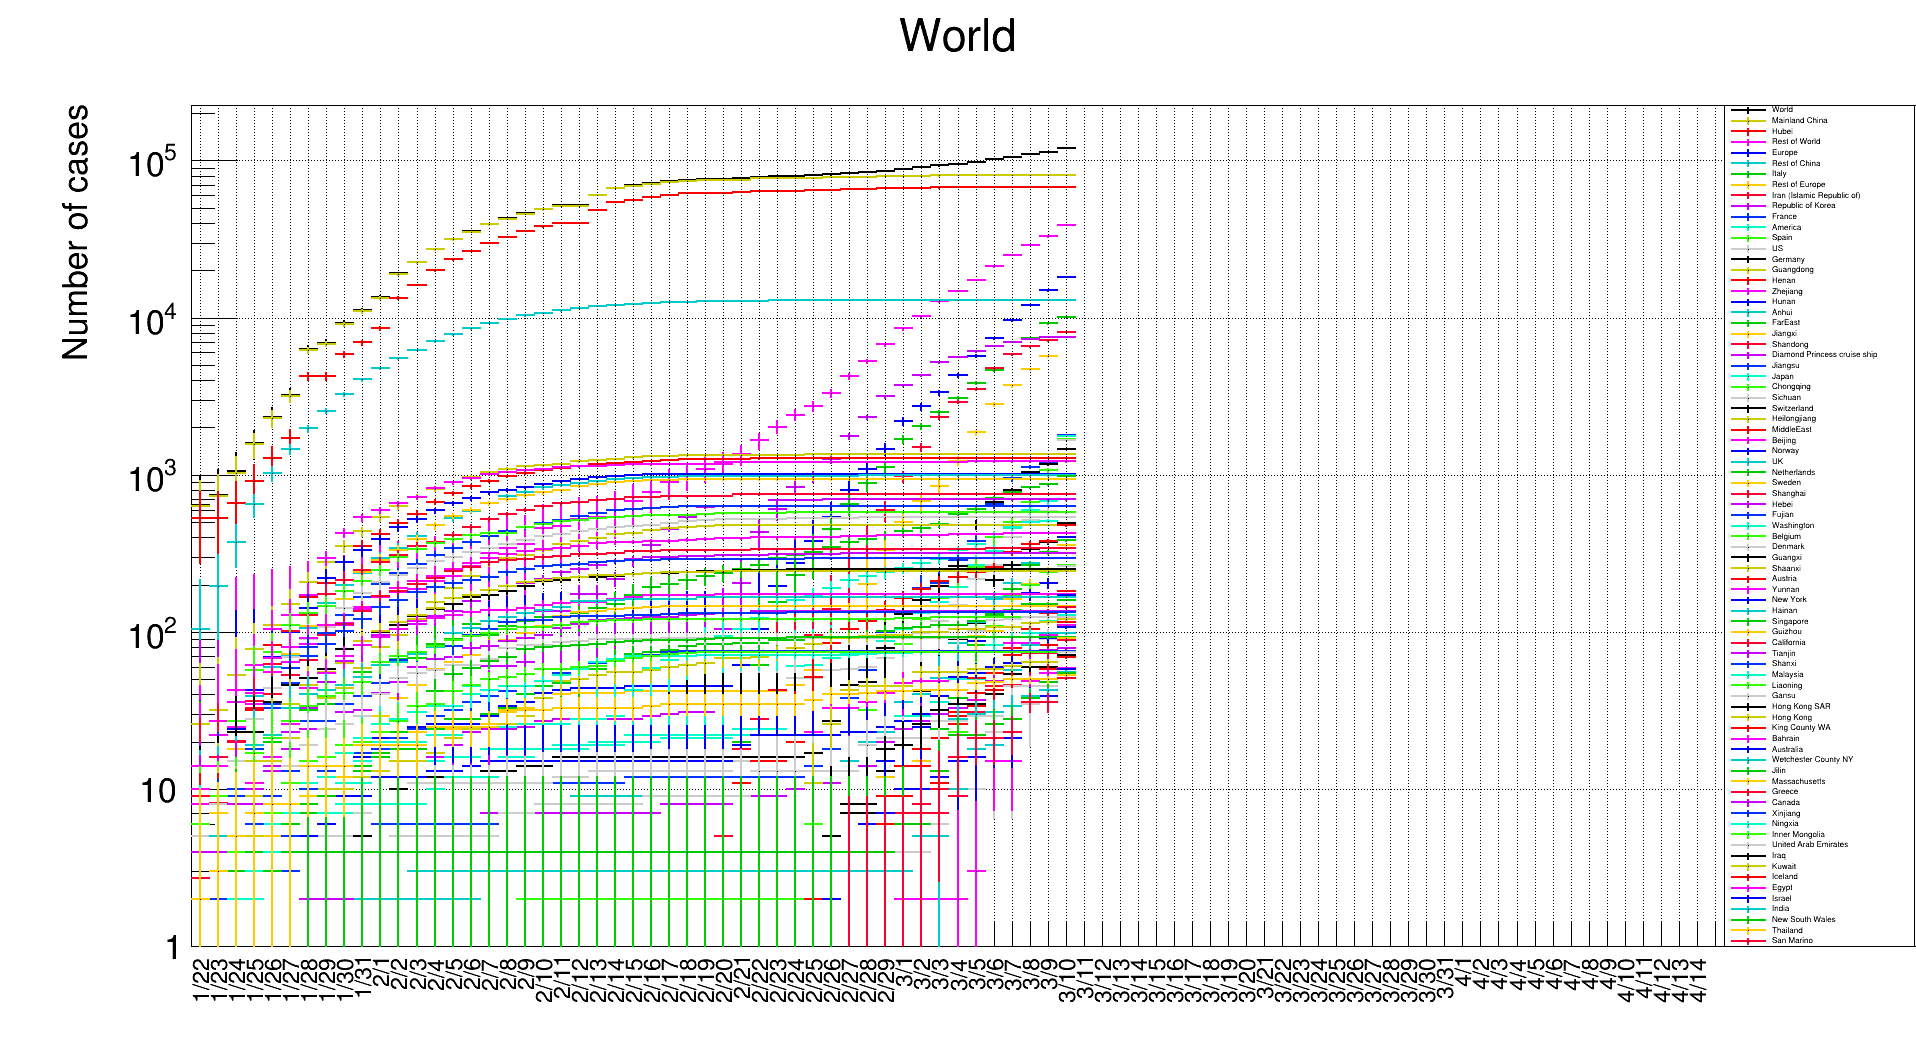 World
Number of cases
10^5
10^4
10^3
10^2
10
1
1/22
1/23
1/24
1/25
1/26
1/27
1/28
1/29
1/30
1/31
2/1
2/2
2/3
2/4
2/5
2/6
2/7
2/8
2/9
2/10
2/11
2/12
2/13
2/14
2/15
2/16
2/17
2/18
2/19
2/20
2/21
2/22
2/23
2/24
2/25
2/26
2/27
2/28
2/29
3/1
3/2
3/3
3/4
3/5
3/6
3/7
3/8
3/9
3/10
3/11
3/12
3/13
3/14
3/15
3/16
3/17
3/18
3/19
3/20
3/21
3/22
3/23
3/24
3/25
3/26
3/27
3/28
3/29
3/30
3/31
4/1
4/2
4/3
4/4
4/5
4/6
4/7
4/8
4/9
4/10
4/11
4/12
4/13
4/14
World
Mainland China
Hubei
Rest of World
Europe
Rest of China
Italy
Rest of Europe
Iran (Islamic Republic of)
Republic of Korea
France
America
Spain
US
Germany
Guangdong
Henan
Zhejiang
Hunan
Anhui
FarEast
Jiangxi
Shandong
Diamond Princess cruise ship
Jiangsu
Japan
Chongqing
Sichuan
Switzerland
Heilongjiang
MiddleEast
Beijing
Norway
UK
Netherlands
Sweden
Shanghai
Hebei
Fujian
Washington
Belgium
Denmark
Guangxi
Shaanxi
Austria
Yunnan
New York
Hainan
Singapore
Guizhou
California
Tianjin
Shanxi
Malaysia
Liaoning
Gansu
Hong Kong SAR
Hong Kong
King County WA
Bahrain
Australia
Wetchester County NY
Jilin
Massachusetts
Greece
Canada
Xinjiang
Ningxia
Inner Mongolia
United Arab Emirates
Iraq
Kuwait
Iceland
Egypt
Israel
India
New South Wales
Thailand
San Marino